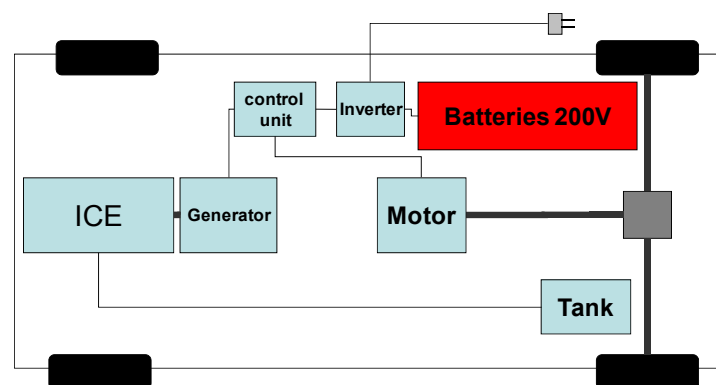 control
unit
Inverter
Batteries 200V
ICE
Generator
Motor
Tank